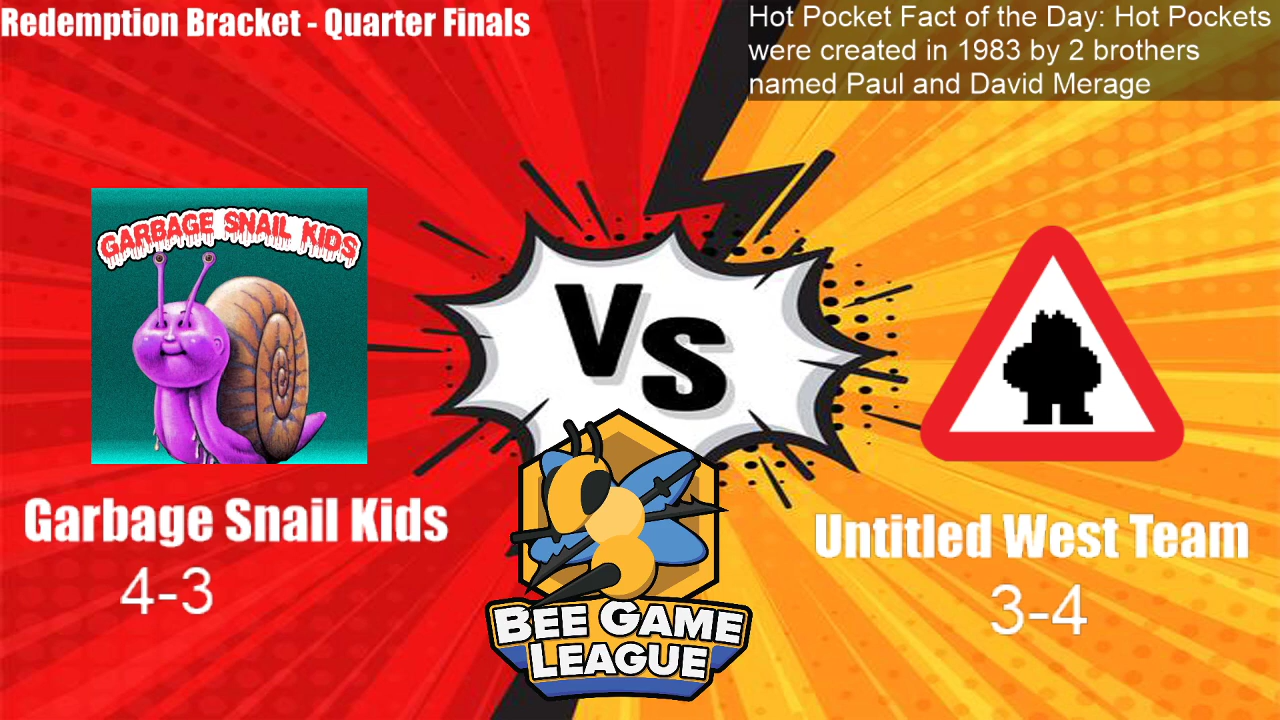 Redemption Bracket - Quarter Finals
Hot Pocket Fact of the Day: Hot Pockets
were created in 1983 by 2 brothers
named Paul and David Merage
GARBAGE SNAIL KIDS
VS
Garbage Snail Kids
4-3
Untitled West Team
3-4
BEE GAME
LEAGUE